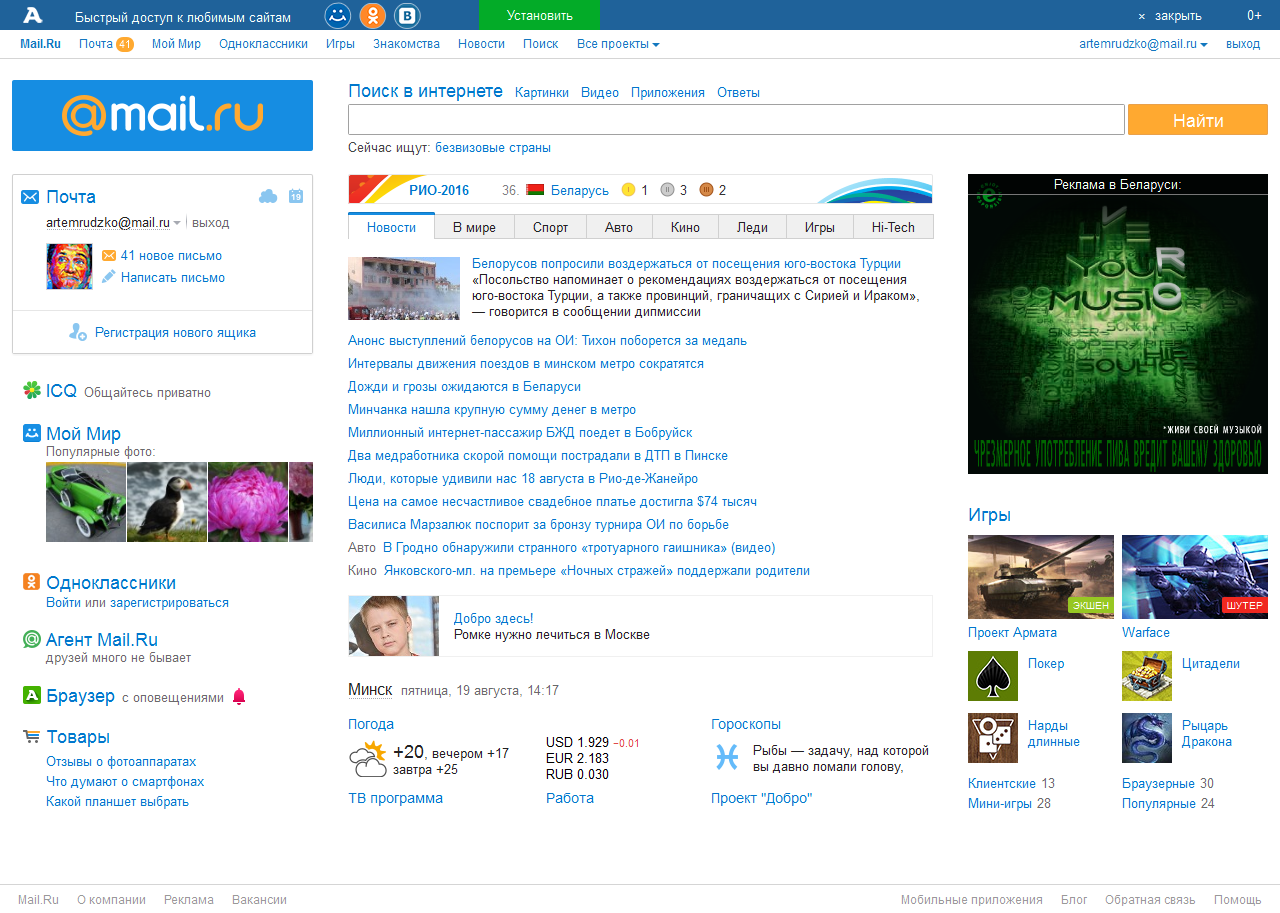 Быстрый доступ к любимым сайтам
Установить
× закрыть
0+
Mail.Ru Почта 41 Мой Мир Одноклассники Игры Знакомства Новости Поиск Все проекты
artemrudzko@mail.ru выход
@mail.ru
Поиск в интернете Картинки Видео Приложения Ответы
Найти
Сейчас ищут: безвизовые страны
Почта
19
artemrudzko@mail.ru выход
41 новое письмо
Написать письмо
Регистрация нового ящика
ICQ Общайтесь приватно
Мой Мир
Популярные фото:
Одноклассники
Войти или зарегистрироваться
Агент Mail.Ru
друзей много не бывает
Браузер с оповещениями
Товары
Отзывы о фотоаппаратах
Что думают о смартфонах
Какой планшет выбрать
РИО-2016 36. Беларусь I 1 II 3 III 2
Новости В мире Спорт Авто Кино Леди Игры Hi-Tech
Белорусов попросили воздержаться от посещения юго-востока Турции
«Посольство напоминает о рекомендациях воздержаться от посещения
юго-востока Турции, а также провинций, граничащих с Сирией и Ираком»,
— говорится в сообщении дипмиссии
Анонс выступлений белорусов на ОИ: Тихон поборется за медаль
Интервалы движения поездов в минском метро сократятся
Дожди и грозы ожидаются в Беларуси
Минчанка нашла крупную сумму денег в метро
Миллионный интернет-пассажир БЖД поедет в Бобруйск
Два медработника скорой помощи пострадали в ДТП в Пинске
Люди, которые удивили нас 18 августа в Рио-де-Жанейро
Цена на самое несчастливое свадебное платье достигла $74 тысяч
Василиса Марзалюк поспорит за бронзу турнира ОИ по борьбе
Авто В Гродно обнаружили странного «тротуарного гаишника» (видео)
Кино Янковского-мл. на премьере «Ночных стражей» поддержали родители
Добро здесь!
Ромке нужно лечиться в Москве
Минск пятница, 19 августа, 14:17
Погода
+20, вечером +17
завтра +25
ТВ программа
USD 1.929 −0.01
EUR 2.183
RUB 0.030
Работа
Гороскопы
Рыбы — задачу, над которой
вы давно ломали голову,
Проект "Добро"
Реклама в Беларуси:
YOUR
MUSIC
*ЖИВИ СВОЕЙ МУЗЫКОЙ
ЧРЕЗМЕРНОЕ УПОТРЕБЛЕНИЕ ПИВА ВРЕДИТ ВАШЕМУ ЗДОРОВЬЮ
Игры
ЭКШЕН
ШУТЕР
Проект Армата
Warface
Покер
Цитадели
Нарды
длинные
Рыцарь
Дракона
Клиентские 13
Браузерные 30
Мини-игры 28
Популярные 24
Mail.Ru О компании Реклама Вакансии
Мобильные приложения Блог Обратная связь Помощь